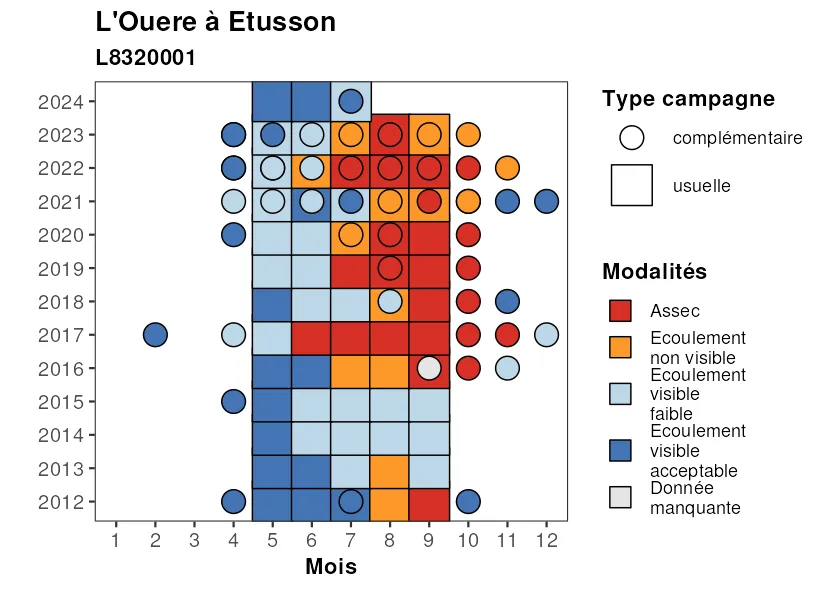 L'Ouere à Etusson
L8320001
2024
2023
2022
2021
2020
2019
2018
2017
2016
2015
2014
2013
2012
1 2 3 4 5 6 7 8 9 10 11 12
Mois
Type campagne
complémentaire
usuelle
Modalités
Assec
Ecoulement
non visible
Ecoulement
visible
faible
Ecoulement
visible
acceptable
Donnée
manquante